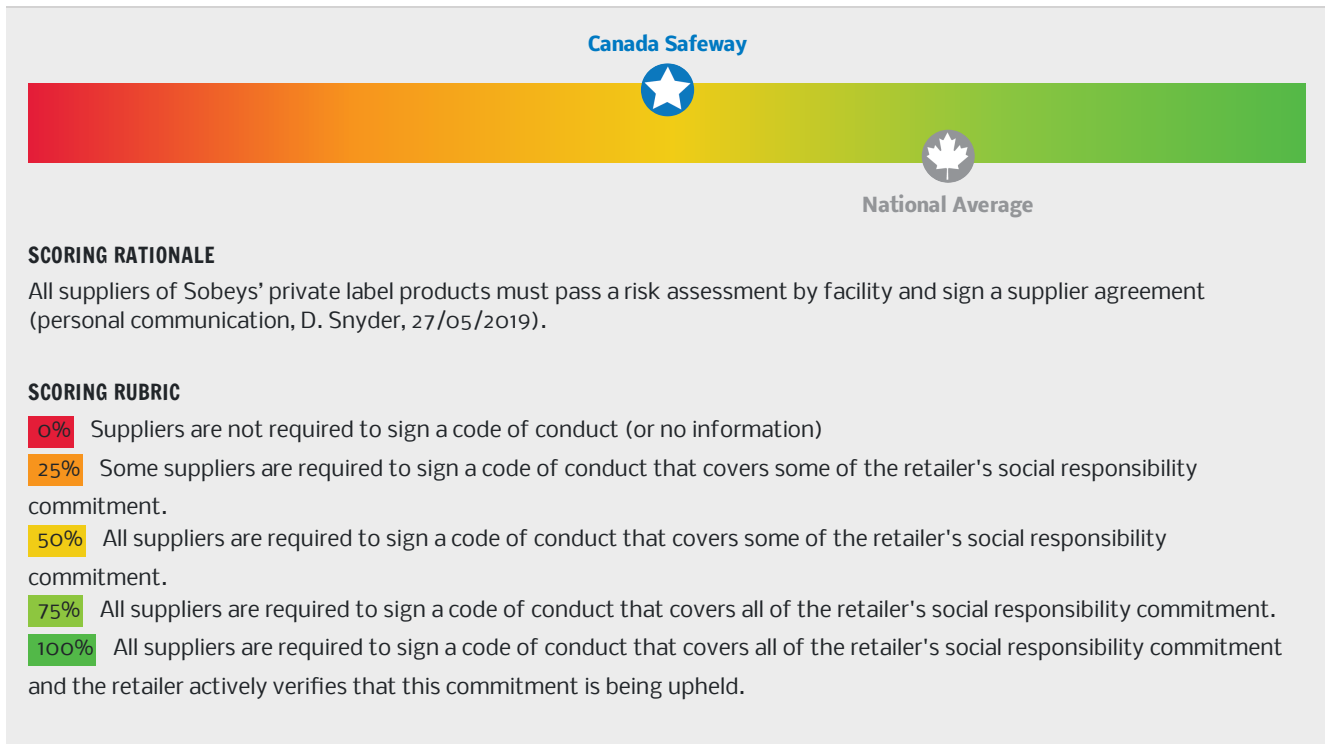 Canada Safeway
National Average
SCORING RATIONALE
All suppliers of Sobeys’ private label products must pass a risk assessment by facility and sign a supplier agreement
(personal communication, D. Snyder, 27/05/2019).
SCORING RUBRIC
0% Suppliers are not required to sign a code of conduct (or no information)
25% Some suppliers are required to sign a code of conduct that covers some of the retailer's social responsibility
commitment.
50% All suppliers are required to sign a code of conduct that covers some of the retailer's social responsibility
commitment.
75% All suppliers are required to sign a code of conduct that covers all of the retailer's social responsibility commitment.
100% All suppliers are required to sign a code of conduct that covers all of the retailer's social responsibility commitment
and the retailer actively verifies that this commitment is being upheld.